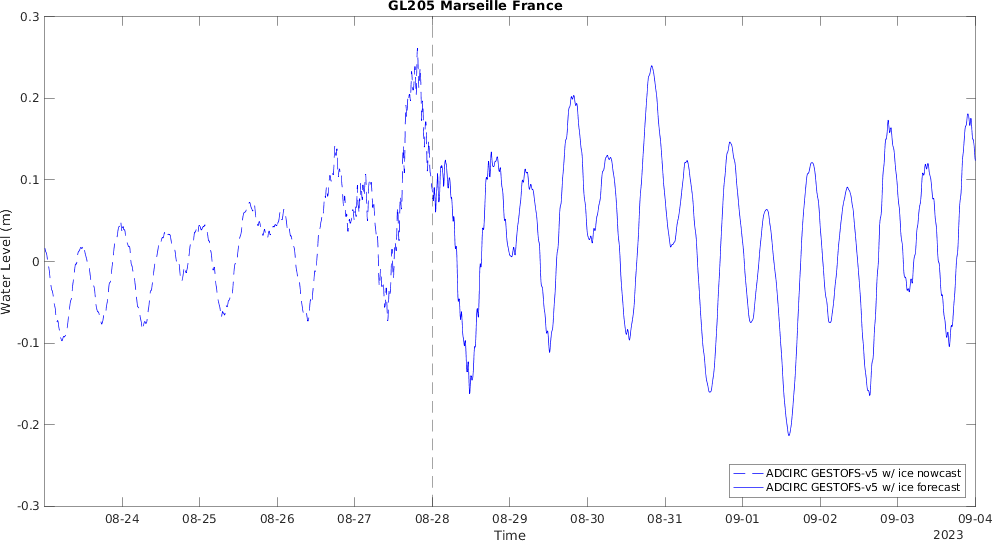 GL205 Marseille France
0.3
0.2
0.1
0
-0.1
-0.2
-0.3
Water Level (m)
ADCIRC GESTOFS-v5 w/ ice nowcast
ADCIRC GESTOFS-v5 w/ ice forecast
08-24 08-25 08-26 08-27 08-28 08-29 08-30 08-31 09-01 09-02 09-03 09-04
Time
2023